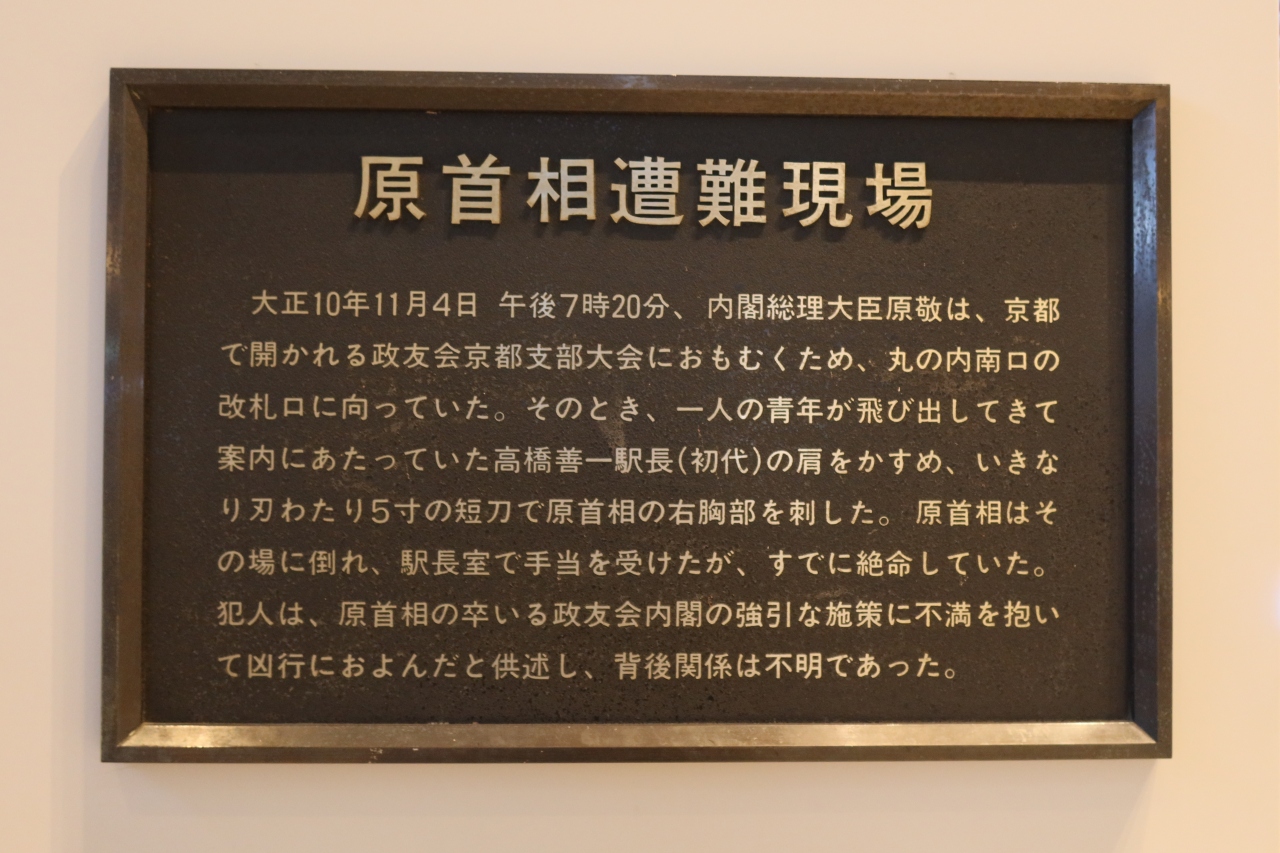 原首相遭難現場
大正10年11月4日 午後7時20分、内閣総理大臣原敬は、京都
で開かれる政友会京都支部大会におもむくため、丸の内南口の
改札口に向っていた。そのとき、一人の青年が飛び出してきて
案内にあたっていた高橋善一駅長(初代)の肩をかすめ、いきな
り刃わたり5寸の短刀で原首相の右胸部を刺した。原首相はそ
の場に倒れ、駅長室で手当を受けたが、すでに絶命していた。
犯人は、原首相の卒いる政友会内閣の強引な施策に不満を抱い
て凶行におよんだと供述し、背後関係は不明であった。